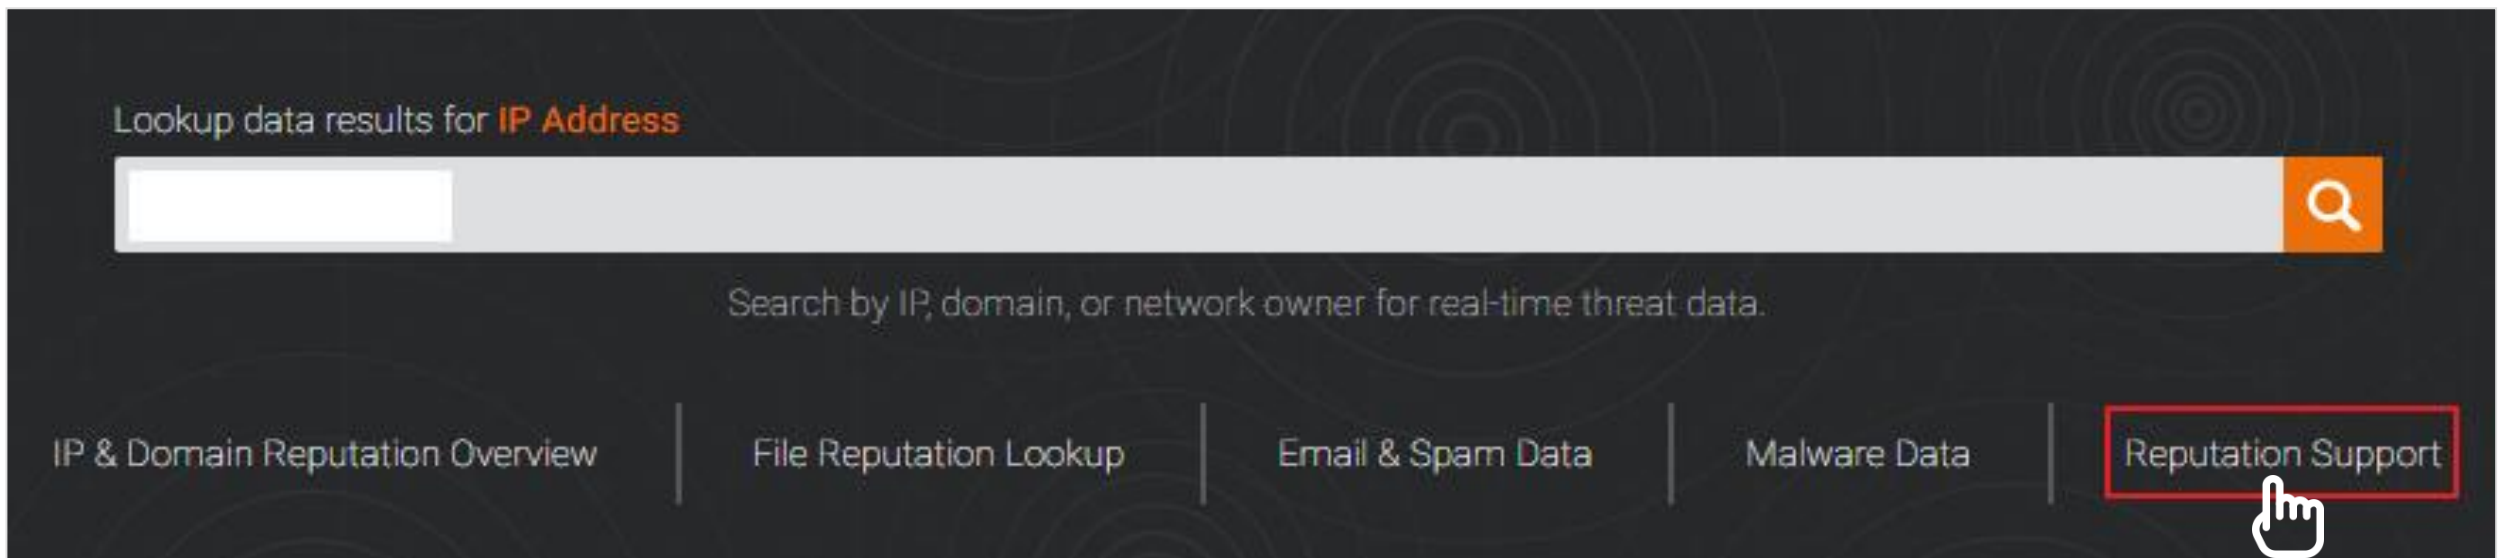 Lookup data results for IP Address
Search by IP, domain, or network owner for real-time threat data.
IP & Domain Reputation Overview
File Reputation Lookup
Email & Spam Data
Malware Data
Reputation Support